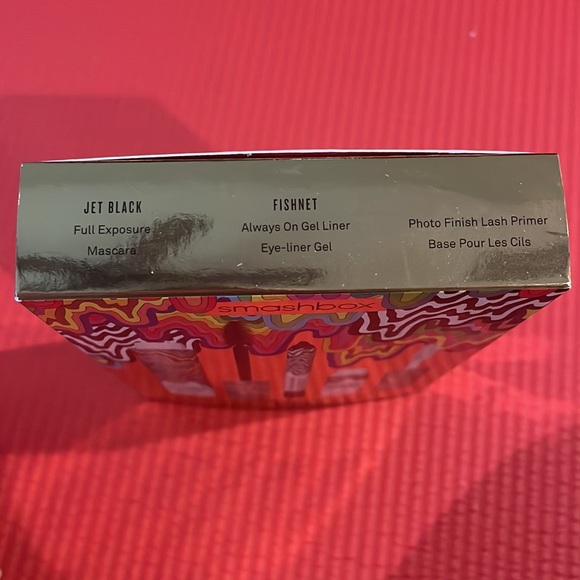 JET BLACK
Full Exposure
Mascara
FISHNET
Always On Gel Liner
Eye-liner Gel
Photo Finish Lash Primer
Base Pour Les Cils
smashbox